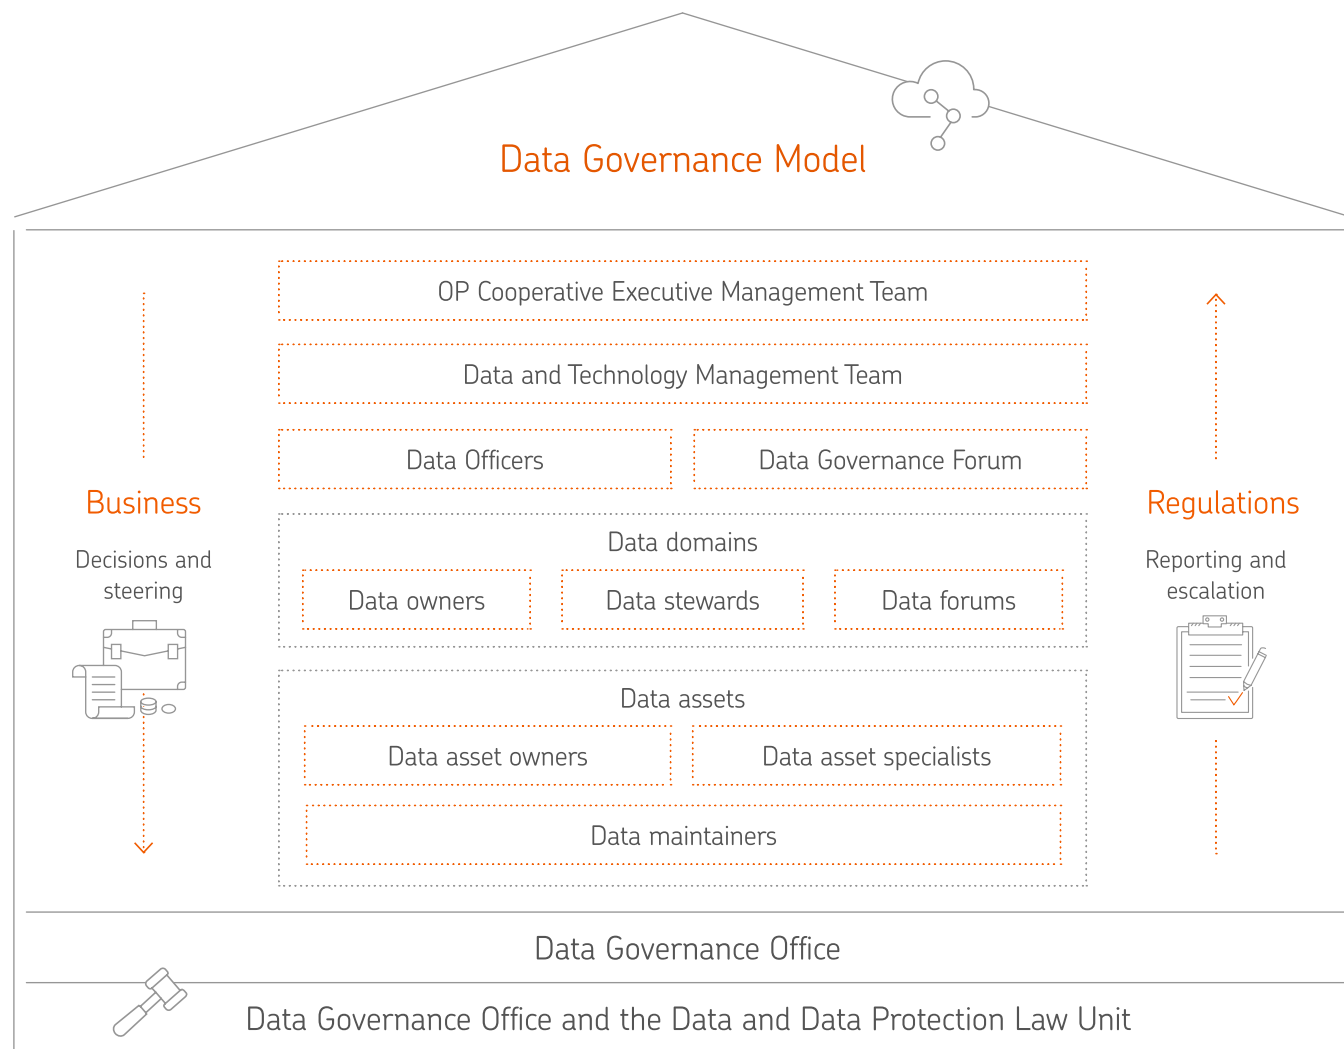 Data Governance Model
OP Cooperative Executive Management Team
Data and Technology Management Team
Data Officers
Data Governance Forum
Business
Decisions and
steering
Regulations
Reporting and
escalation
Data domains
Data owners
Data stewards
Data forums
Data assets
Data asset owners
Data asset specialists
Data maintainers
Data Governance Office
Data Governance Office and the Data and Data Protection Law Unit